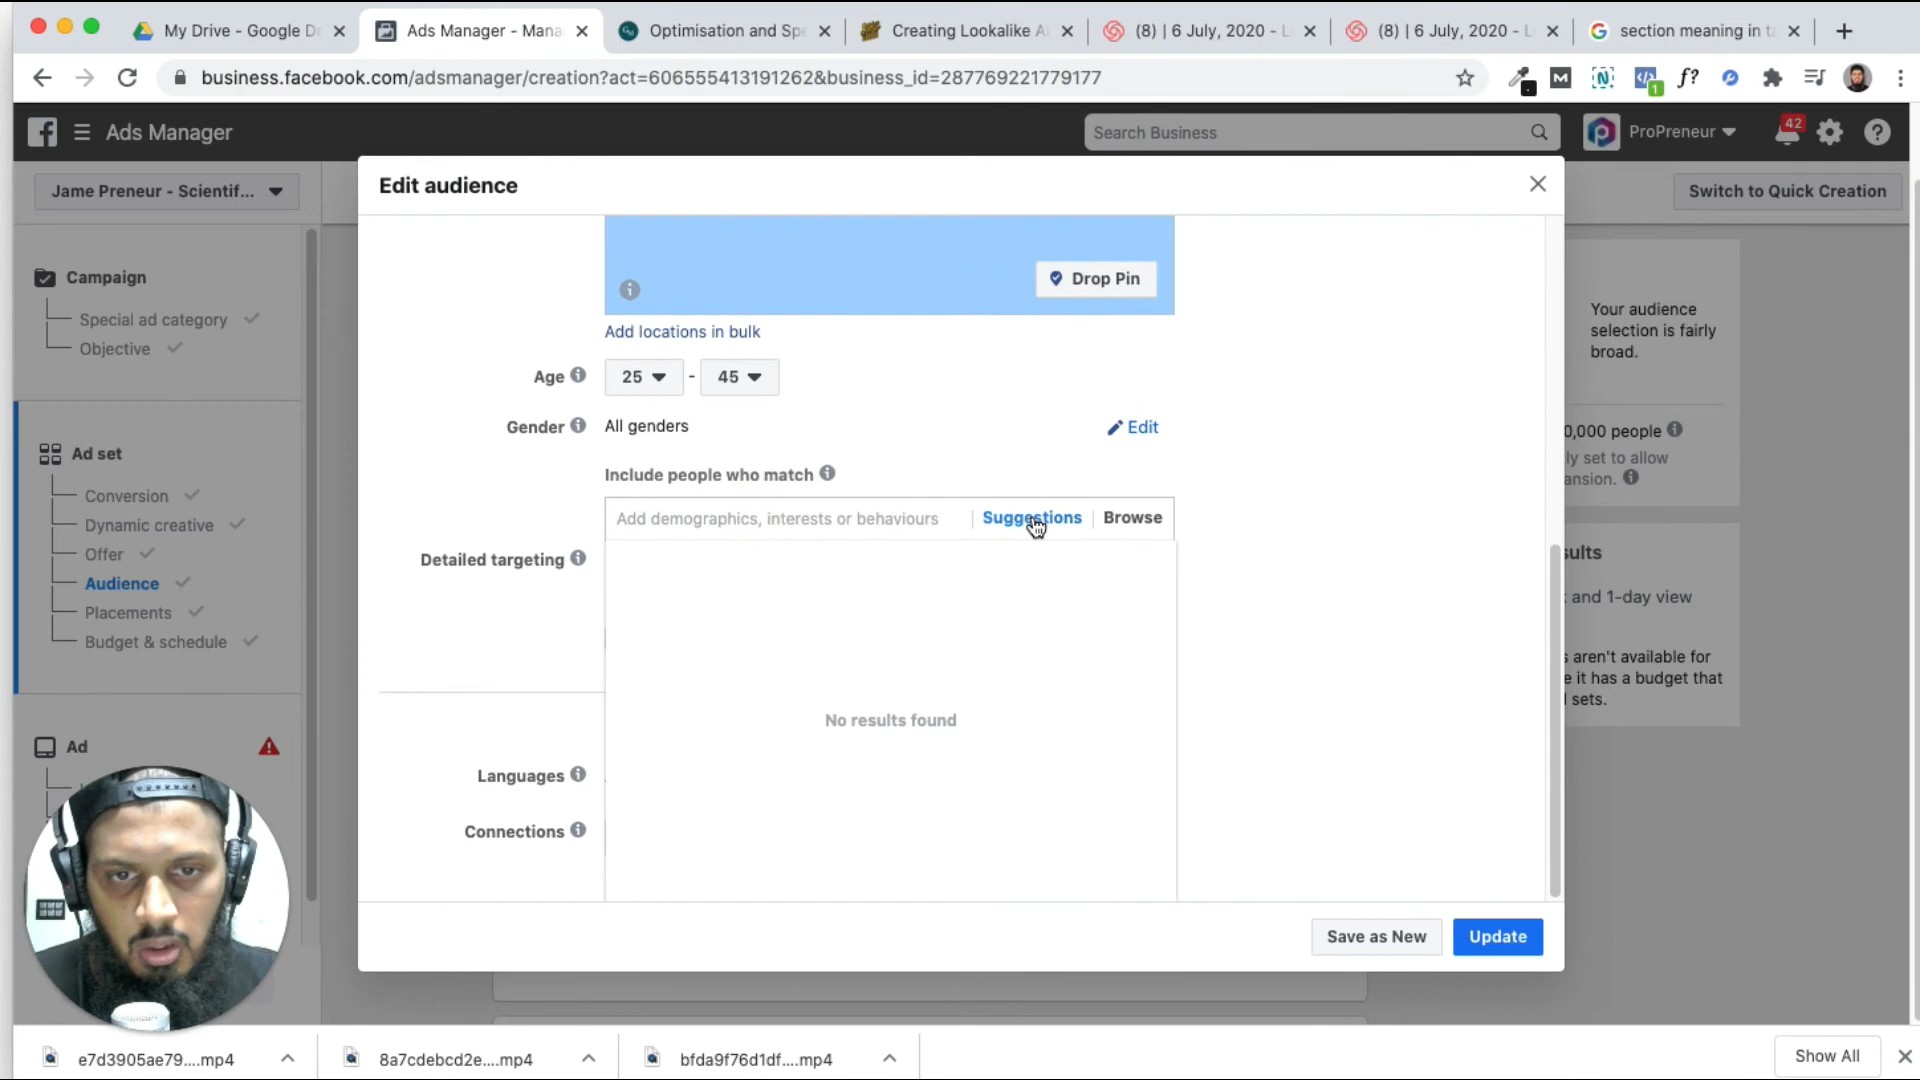 My Drive - Google Dr
Ads Manager - Mana
Optimisation and Spe
Creating Lookalike A
(8) | 6 July, 2020 - L
(8) | 6 July, 2020 - L
section meaning in ta
business.facebook.com/adsmanager/creation?act=606555413191262&business_id=287769221779177
M
N
1
f?
Ads Manager
Search Business
ProPreneur
42
Jame Preneur - Scientif...
Switch to Quick Creation
Edit audience
Campaign
Special ad category
Objective
Drop Pin
Your audience
selection is fairly
broad.
Add locations in bulk
Age
25
-
45
Gender
All genders
Edit
0,000 people
ly set to allow
ansion.
Ad set
Conversion
Dynamic creative
Offer
Audience
Placements
Budget & schedule
Include people who match
Add demographics, interests or behaviours
Suggestions
Browse
Detailed targeting
No results found
sults
t and 1-day view
s aren't available for
e it has a budget that
l sets.
Ad
Languages
Connections
Save as New
Update
e7d3905ae79....mp4
8a7cdebcd2e....mp4
bfda9f76d1df....mp4
Show All